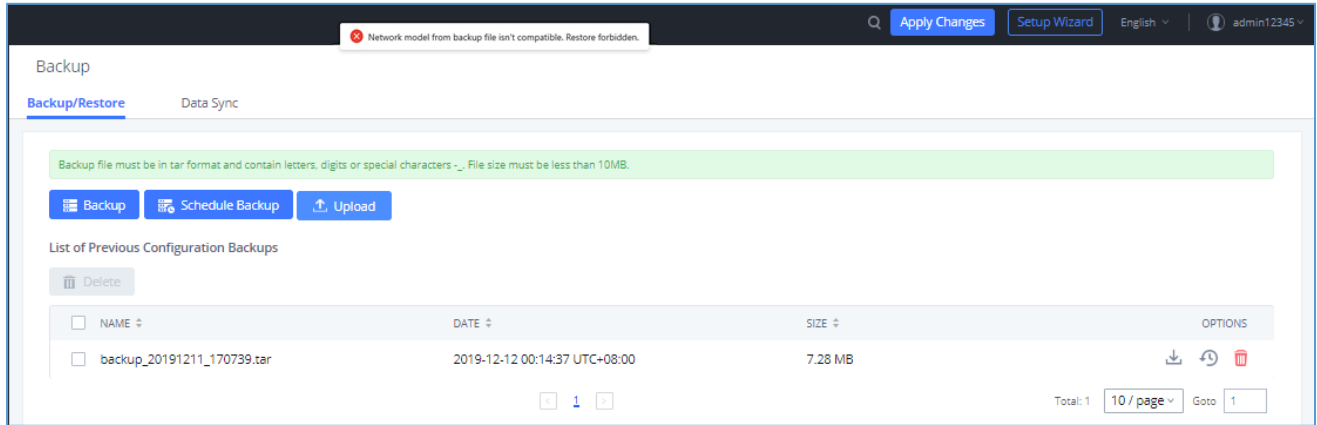 Apply Changes Setup Wizard English admin12345
Network model from backup file isn't compatible. Restore forbidden.
Backup
Backup/Restore Data Sync
Backup file must be in tar format and contain letters, digits or special characters -_. File size must be less than 10MB.
Backup Schedule Backup Upload
List of Previous Configuration Backups
Delete
NAME DATE SIZE OPTIONS
backup_20191211_170739.tar 2019-12-12 00:14:37 UTC+08:00 7.28 MB
< 1 > Total: 1 10 / page Goto 1